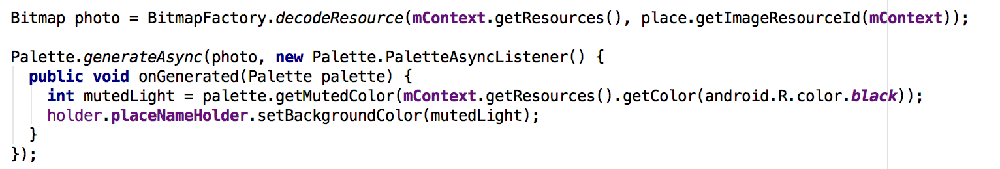 Bitmap photo = BitmapFactory.decodeResource(mContext.getResources(), place.getImageResourceId(mContext));
Palette.generateAsync(photo, new Palette.PaletteAsyncListener() {
public void onGenerated(Palette palette) {
int mutedLight = palette.getMutedColor(mContext.getResources().getColor(android.R.color.black));
holder.placeNameHolder.setBackgroundColor(mutedLight);
}
});